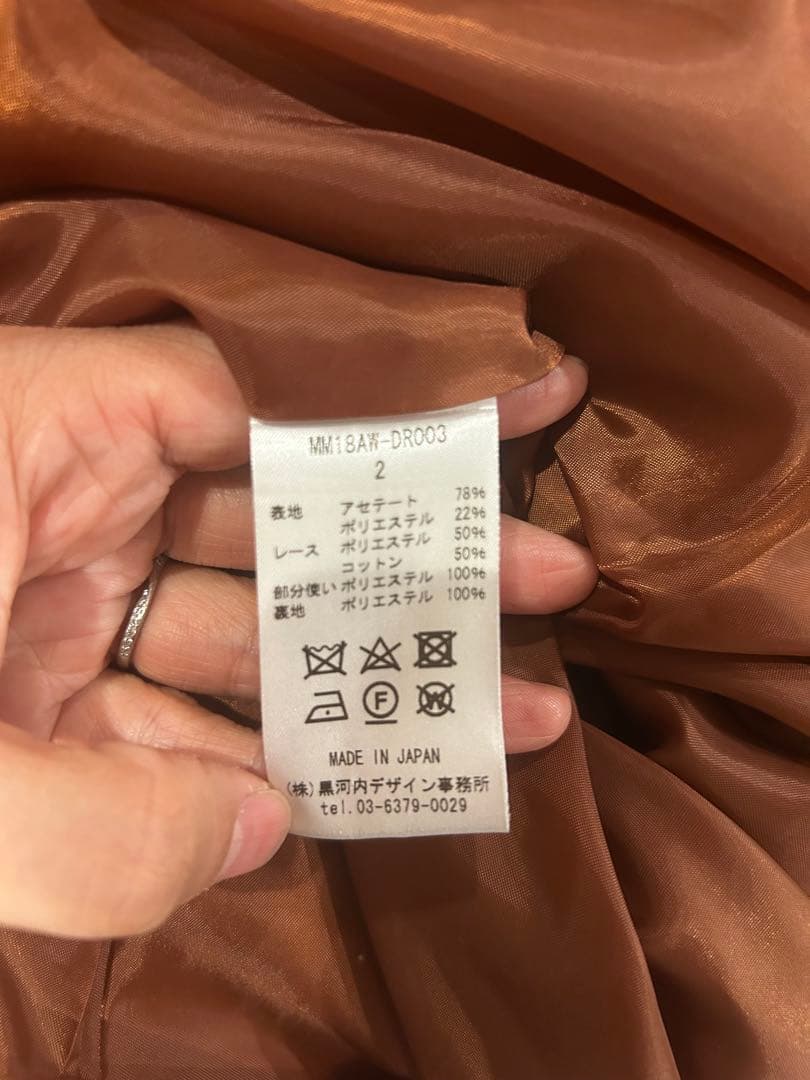 MM18AW-DR003
2
表地 アセテート 78%
ポリエステル 22%
レース ポリエステル 50%
コットン 50%
部分使い ポリエステル 100%
裏地 ポリエステル 100%
F W
MADE IN JAPAN
(株)黒河内デザイン事務所
tel.03-6379-0029